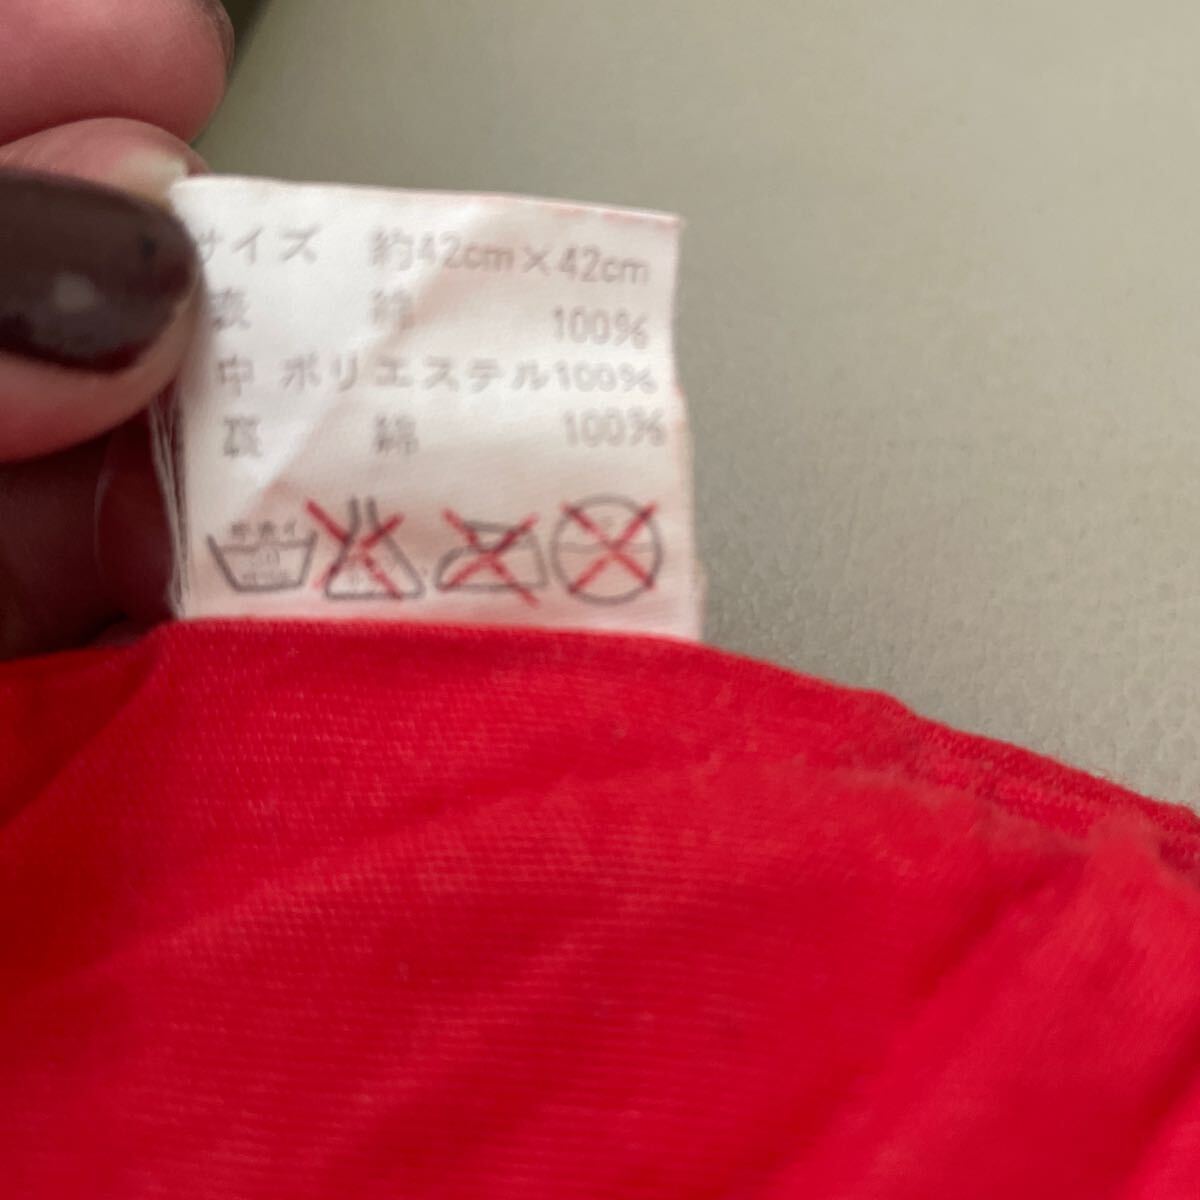 サイズ 約42cm×42cm
表 綿 100%
中 ポリエステル100%
裏 綿 100%